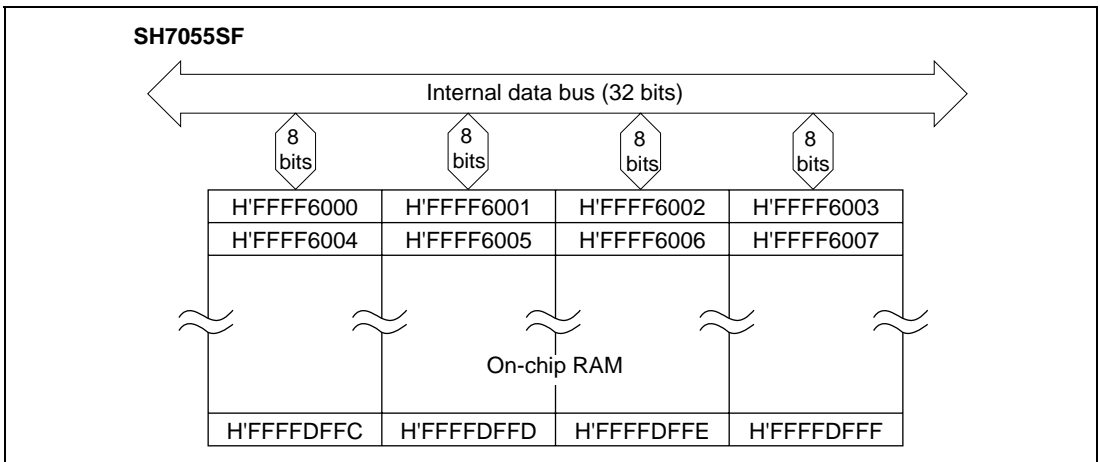 SH7055SF
Internal data bus (32 bits)
8 bits
8 bits
8 bits
8 bits
H'FFFF6000 H'FFFF6001 H'FFFF6002 H'FFFF6003
H'FFFF6004 H'FFFF6005 H'FFFF6006 H'FFFF6007
On-chip RAM
H'FFFFDFFC H'FFFFDFFD H'FFFFDFFE H'FFFFDFFF